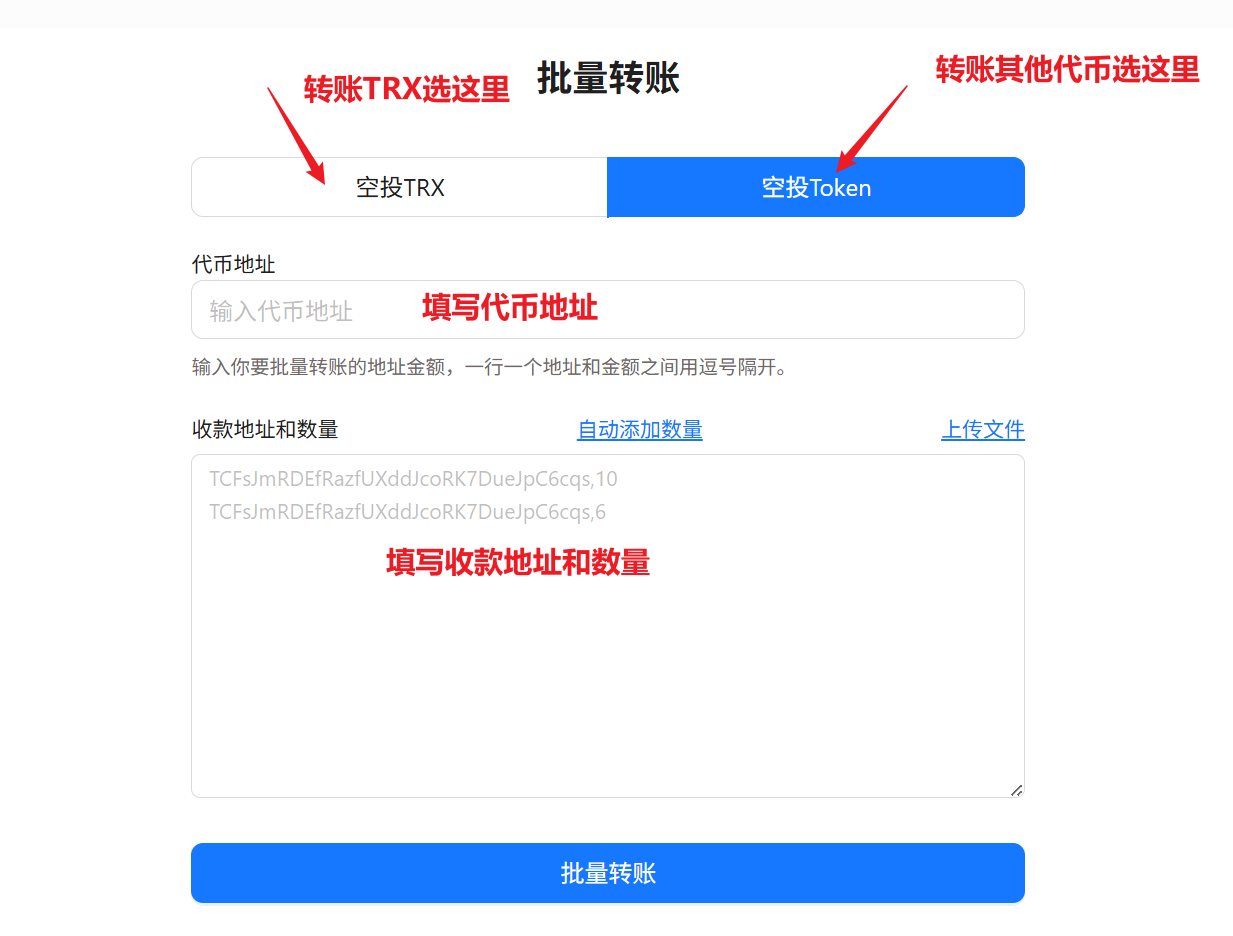 批量转账
转账TRX选这里
转账其他代币选这里
空投TRX
空投Token
代币地址
输入代币地址
填写代币地址
输入你要批量转账的地址金额，一行一个地址和金额之间用逗号隔开。
收款地址和数量
自动添加数量
上传文件
TCFsJmRDEfRazfUXddJcoRK7DueJpC6cqs,10
TCFsJmRDEfRazfUXddJcoRK7DueJpC6cqs,6
填写收款地址和数量
批量转账